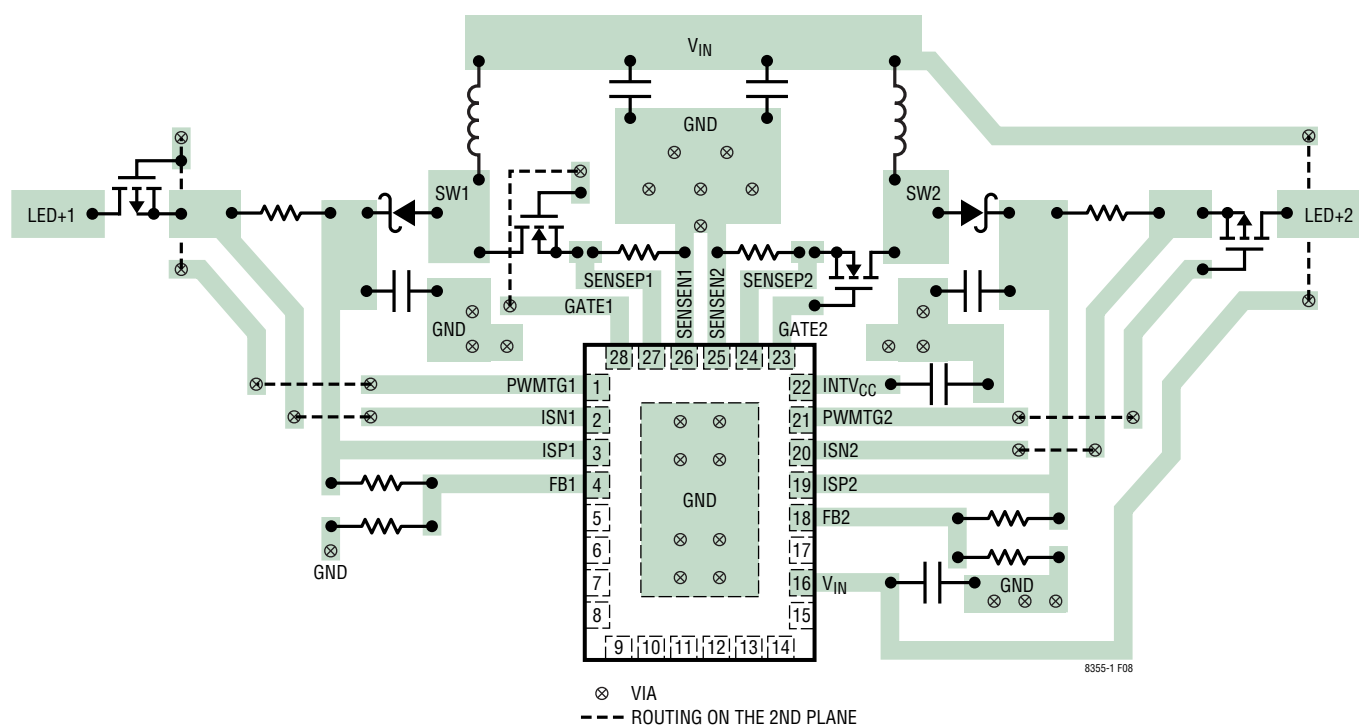 VIN
GND
LED+1
SW1
SW2
LED+2
SENSEP1
SENSEN1
SENSEN2
SENSEP2
GATE1
GATE2
GND
GND
28 27 26 25 24 23
PWMTG1 1
22 INTVCC
ISN1 2
21 PWMTG2
ISP1 3
20 ISN2
FB1 4
19 ISP2
GND
5
18 FB2
6
17
7
16 VIN
GND
8
15
9 10 11 12 13 14
GND
8355-1 F08
VIA
ROUTING ON THE 2ND PLANE